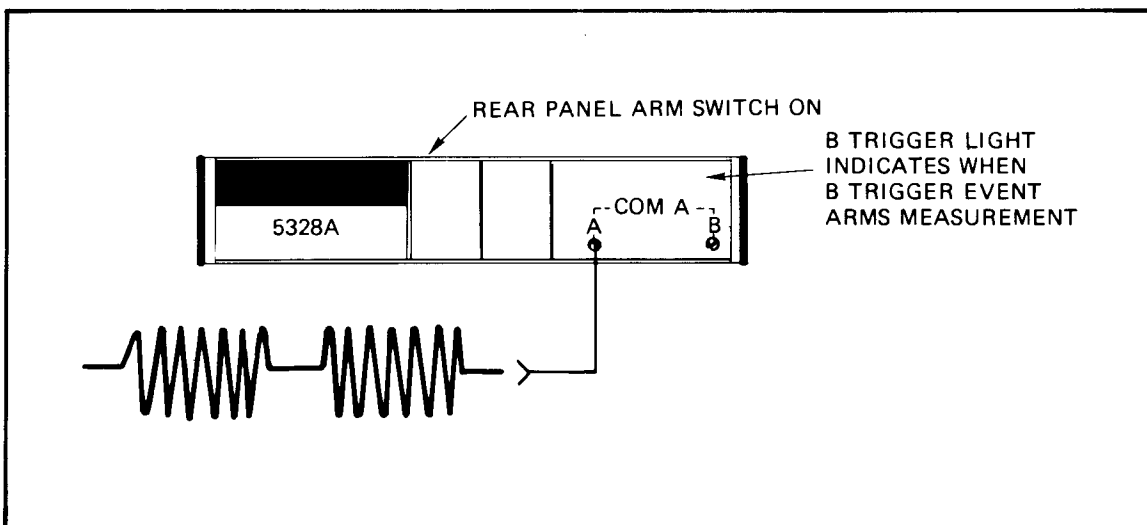 REAR PANEL ARM SWITCH ON
B TRIGGER LIGHT
INDICATES WHEN
B TRIGGER EVENT
ARMS MEASUREMENT
COM A
A
B
5328A